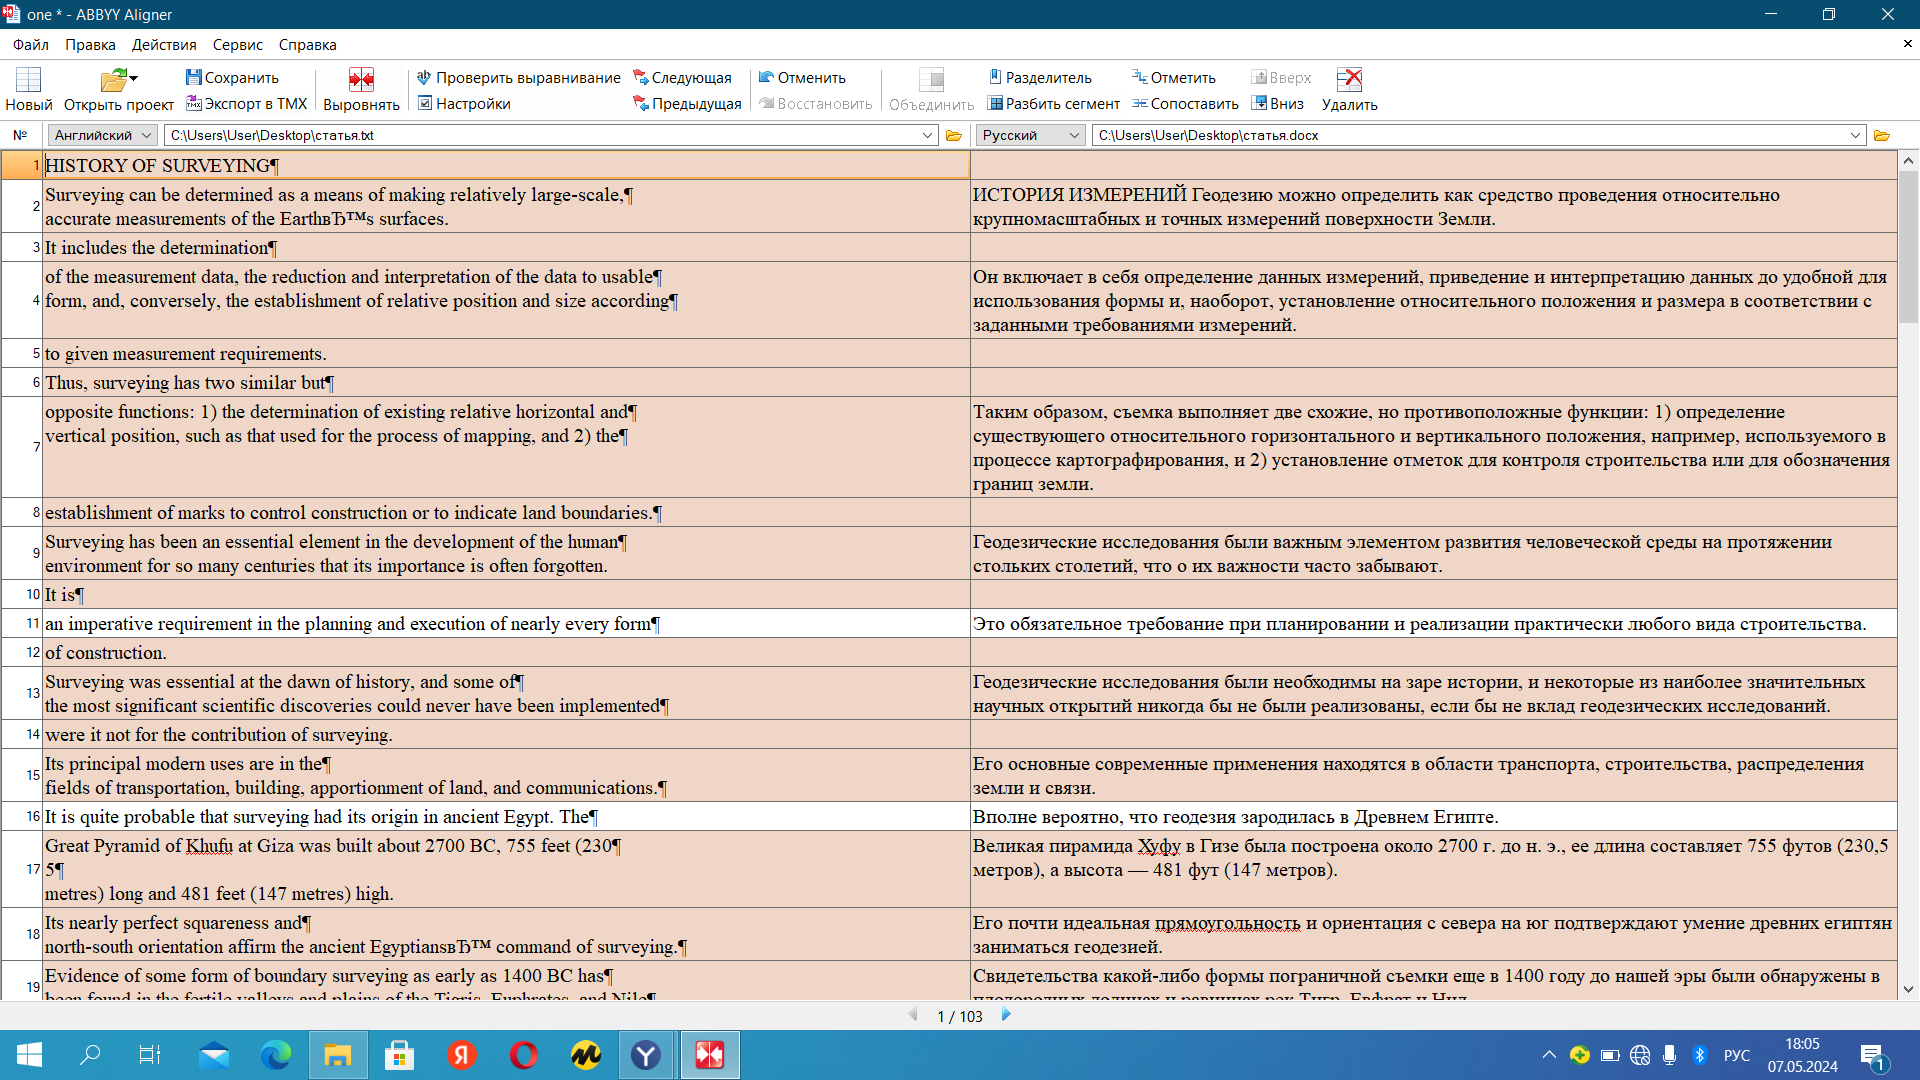 one * - ABBYY Aligner
Файл Правка Действия Сервис Справка
Новый Открыть проект Сохранить Экспорт в TMX Выровнять Проверить выравнивание Настройки Следующая Предыдущая Отменить Восстановить Объединить Разделитель Разбить сегмент Отметить Сопоставить Вверх Вниз Удалить
№ Английский C:\Users\User\Desktop\статья.txt Русский C:\Users\User\Desktop\статья.docx
1 HISTORY OF SURVEYING¶
2 Surveying can be determined as a means of making relatively large-scale,¶
accurate measurements of the Earthвђ™s surfaces.
ИСТОРИЯ ИЗМЕРЕНИЙ Геодезию можно определить как средство проведения относительно
крупномасштабных и точных измерений поверхности Земли.
3 It includes the determination¶
4 of the measurement data, the reduction and interpretation of the data to usable¶
form, and, conversely, the establishment of relative position and size according¶
Он включает в себя определение данных измерений, приведение и интерпретацию данных до удобной для
использования формы и, наоборот, установление относительного положения и размера в соответствии с
заданными требованиями измерений.
5 to given measurement requirements.
6 Thus, surveying has two similar but¶
7 opposite functions: 1) the determination of existing relative horizontal and¶
vertical position, such as that used for the process of mapping, and 2) the¶
Таким образом, съемка выполняет две схожие, но противоположные функции: 1) определение
существующего относительного горизонтального и вертикального положения, например, используемого в
процессе картографирования, и 2) установление отметок для контроля строительства или для обозначения
границ земли.
8 establishment of marks to control construction or to indicate land boundaries.¶
9 Surveying has been an essential element in the development of the human¶
environment for so many centuries that its importance is often forgotten.
Геодезические исследования были важным элементом развития человеческой среды на протяжении
стольких столетий, что о их важности часто забывают.
10 It is¶
11 an imperative requirement in the planning and execution of nearly every form¶
Это обязательное требование при планировании и реализации практически любого вида строительства.
12 of construction.
13 Surveying was essential at the dawn of history, and some of¶
the most significant scientific discoveries could never have been implemented¶
Геодезические исследования были необходимы на заре истории, и некоторые из наиболее значительных
научных открытий никогда бы не были реализованы, если бы не вклад геодезических исследований.
14 were it not for the contribution of surveying.
15 Its principal modern uses are in the¶
fields of transportation, building, apportionment of land, and communications.¶
Его основные современные применения находятся в области транспорта, строительства, распределения
земли и связи.
16 It is quite probable that surveying had its origin in ancient Egypt. The¶
Вполне вероятно, что геодезия зародилась в Древнем Египте.
17 Great Pyramid of Khufu at Giza was built about 2700 BC, 755 feet (230¶
5¶
metres) long and 481 feet (147 metres) high.
Великая пирамида Хуфу в Гизе была построена около 2700 г. до н. э., ее длина составляет 755 футов (230,5
метров), а высота — 481 фут (147 метров).
18 Its nearly perfect squareness and¶
north-south orientation affirm the ancient EgyptiansвЂ™ command of surveying.¶
Его почти идеальная прямоугольность и ориентация с севера на юг подтверждают умение древних египтян
заниматься геодезией.
19 Evidence of some form of boundary surveying as early as 1400 BC has¶
been found in the fertile valleys and plains of the Tigris, Euphrates, and Nile¶
Свидетельства какой-либо формы пограничной съемки еще в 1400 году до нашей эры были обнаружены в
плодородных долинах и равнинах рек Тигр, Евфрат и Нил.
1 / 103
РУС 18:05
07.05.2024
1